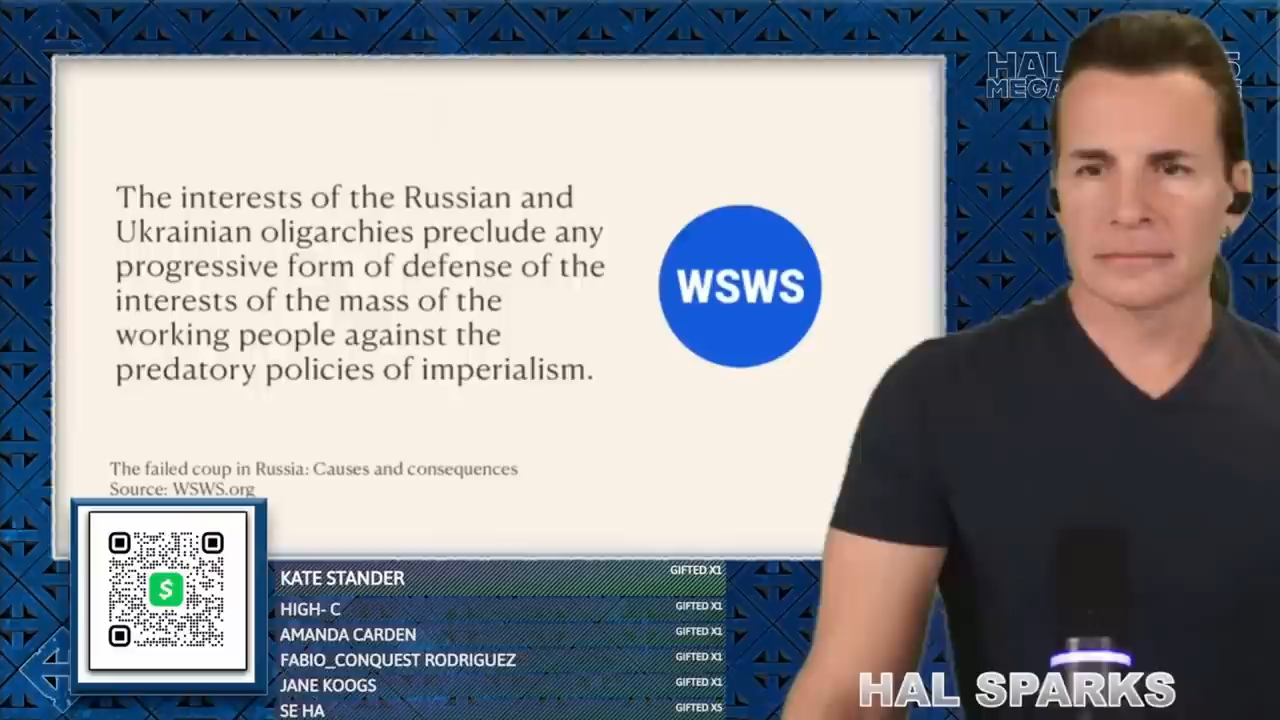 The interests of the Russian and
Ukrainian oligarchies preclude any
progressive form of defense of the
interests of the mass of the
working people against the
predatory policies of imperialism.
WSWS
The failed coup in Russia: Causes and consequences
Source: WSWS.org
HAL
MEGA
$
KATE STANDER GIFTED X1
HIGH- C GIFTED X1
AMANDA CARDEN GIFTED X1
FABIO_CONQUEST RODRIGUEZ GIFTED X1
JANE KOOGS GIFTED X1
SE HA GIFTED X5
HAL SPARKS